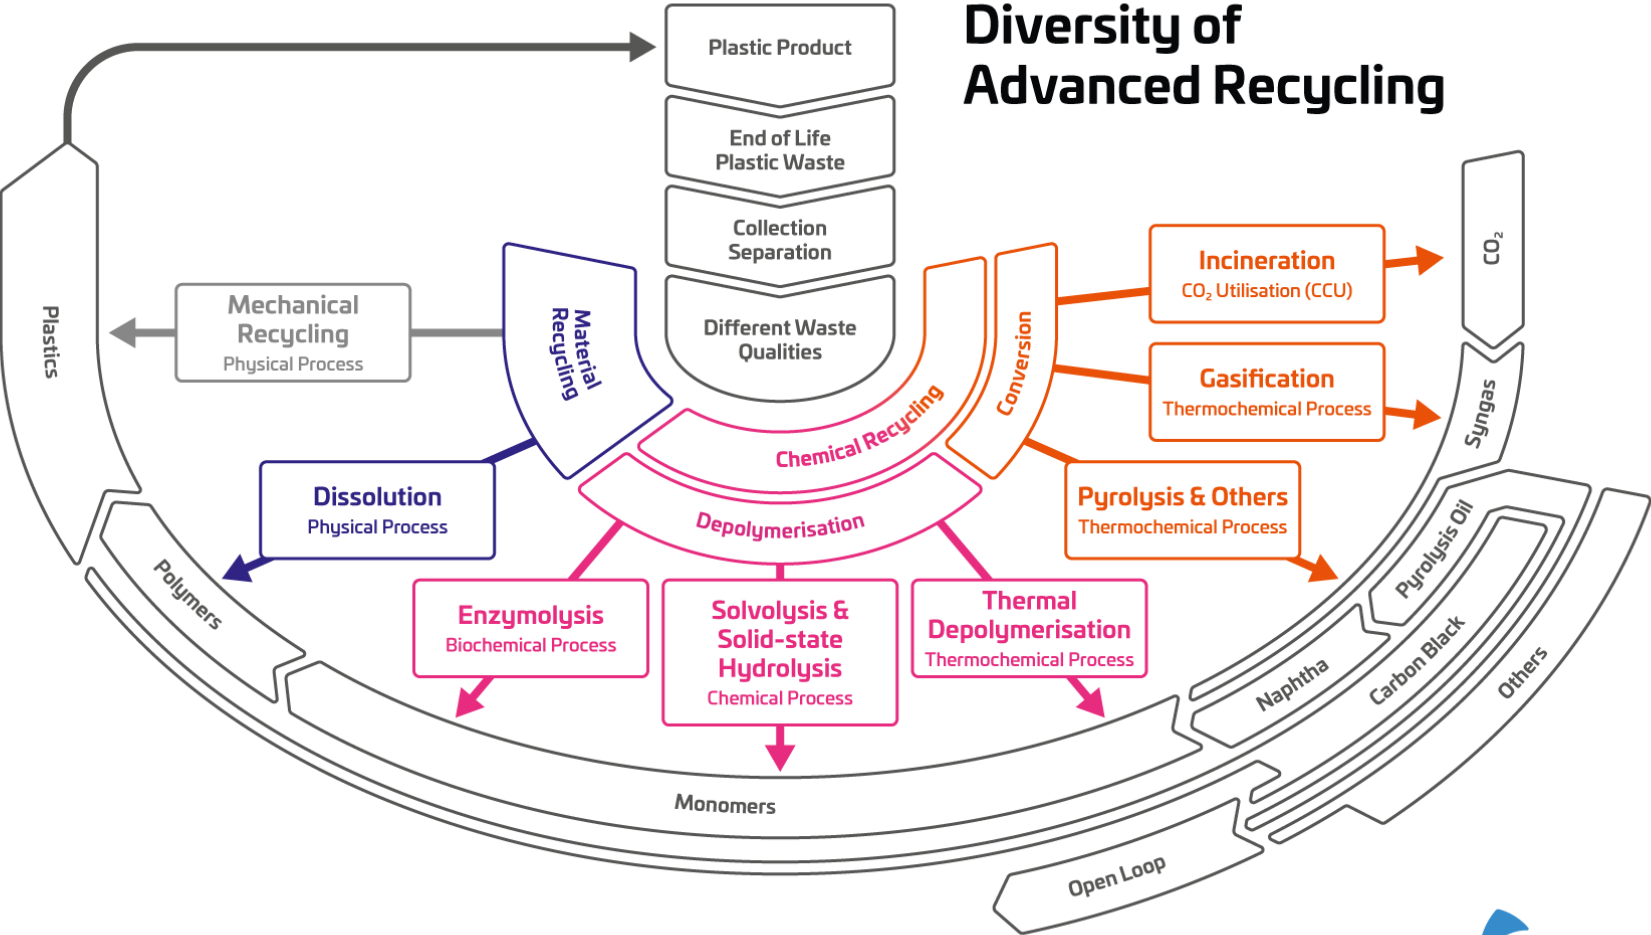 Diversity of
Advanced Recycling
Plastic Product
End of Life
Plastic Waste
Collection
Separation
Different Waste
Qualities
Material
Recycling
Chemical Recycling
Conversion
Depolymerisation
Mechanical
Recycling
Physical Process
Dissolution
Physical Process
Enzymolysis
Biochemical Process
Solvolysis &
Solid-state
Hydrolysis
Chemical Process
Thermal
Depolymerisation
Thermochemical Process
Pyrolysis & Others
Thermochemical Process
Gasification
Thermochemical Process
Incineration
CO₂ Utilisation (CCU)
Plastics
Polymers
Monomers
Naphtha
Pyrolysis Oil
Syngas
CO₂
Carbon Black
Others
Open Loop